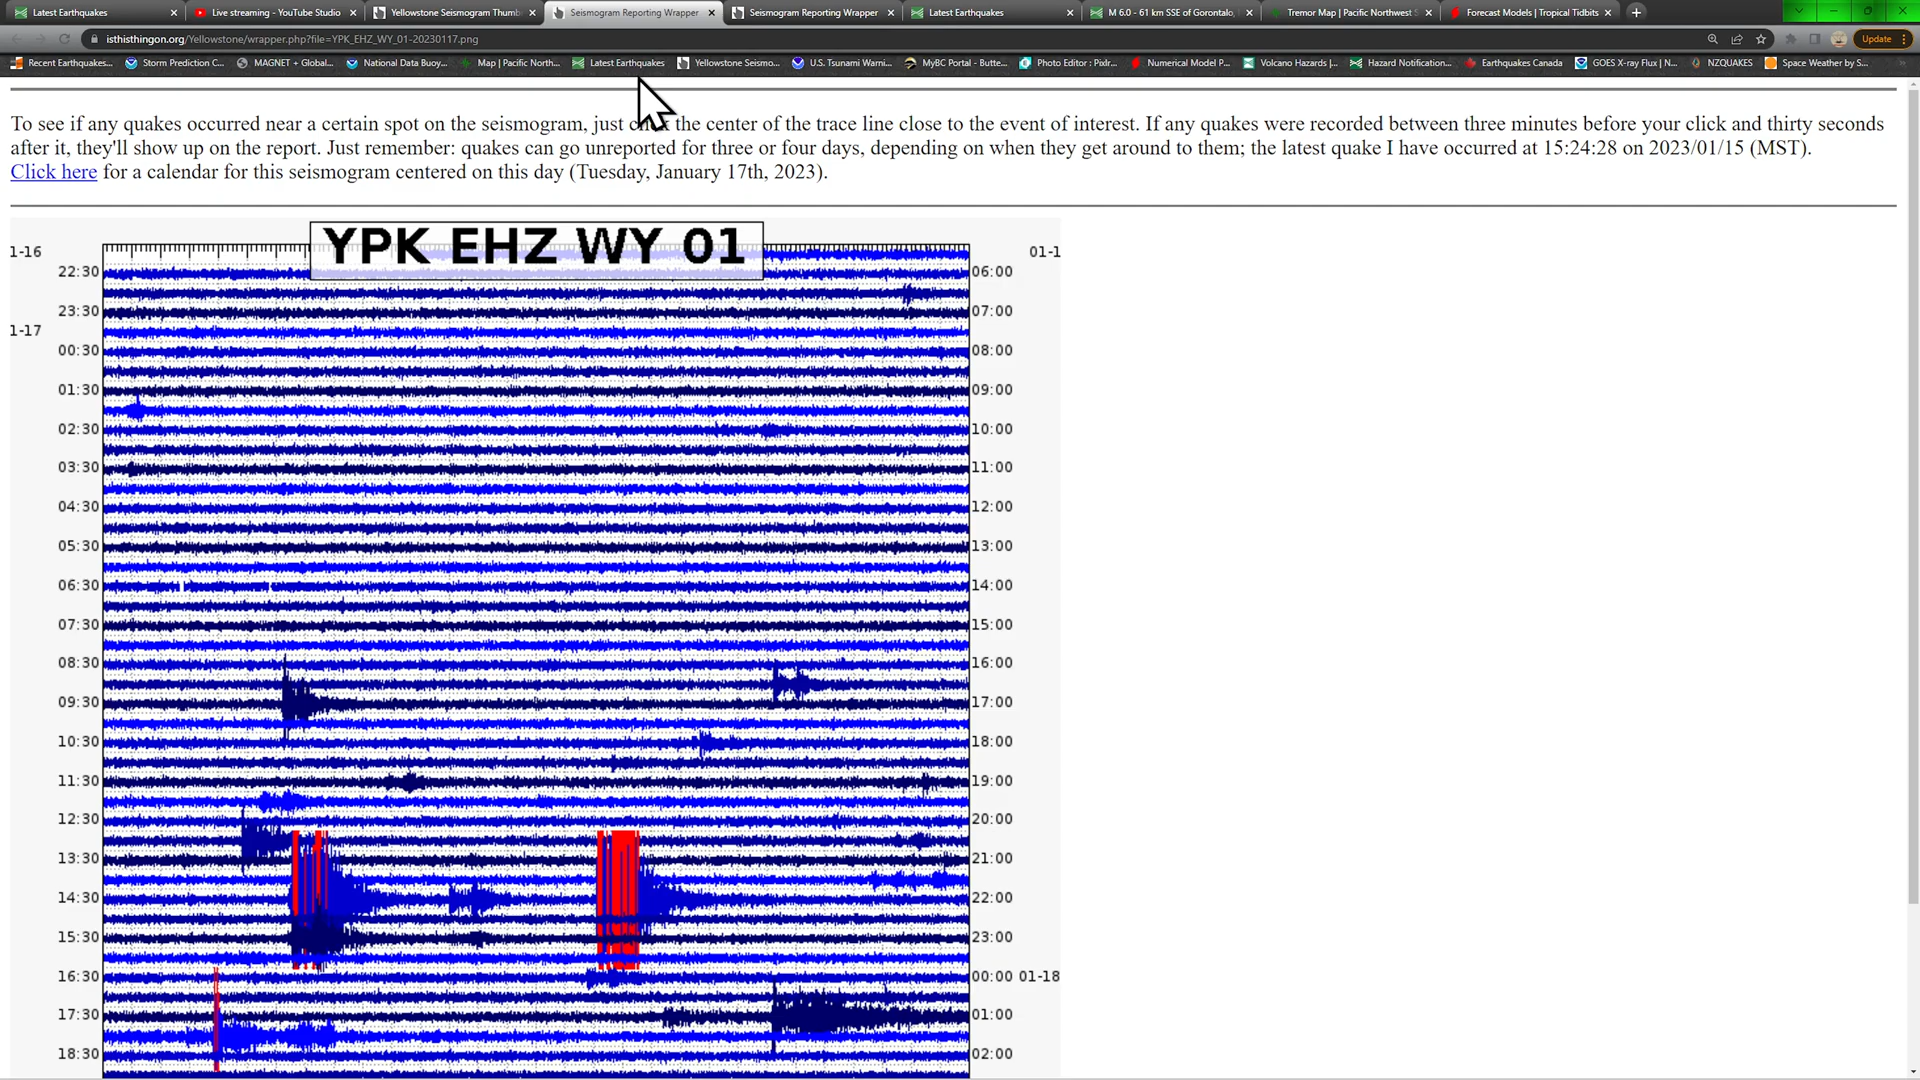 Latest Earthquakes
Live streaming - YouTube Studio
Yellowstone Seismogram Thumb
Seismogram Reporting Wrapper
Seismogram Reporting Wrapper
Latest Earthquakes
M 6.0 - 61 km SSE of Gorontalo,
Tremor Map | Pacific Northwest S
Forecast Models | Tropical Tidbits
isthisthingon.org/Yellowstone/wrapper.php?file=YPK_EHZ_WY_01-20230117.png
Update
Recent Earthquakes...
Storm Prediction C...
MAGNET + Global...
National Data Buoy...
Map | Pacific North...
Latest Earthquakes
Yellowstone Seismo...
U.S. Tsunami Warni...
MyBC Portal - Butte...
Photo Editor : Pixlr...
Numerical Model P...
Volcano Hazards |...
Hazard Notification...
Earthquakes Canada
GOES X-ray Flux | N...
NZQUAKES
Space Weather by S...
To see if any quakes occurred near a certain spot on the seismogram, just the center of the trace line close to the event of interest. If any quakes were recorded between three minutes before your click and thirty seconds
after it, they'll show up on the report. Just remember: quakes can go unreported for three or four days, depending on when they get around to them; the latest quake I have occurred at 15:24:28 on 2023/01/15 (MST).
Click here for a calendar for this seismogram centered on this day (Tuesday, January 17th, 2023).
YPK EHZ WY 01
1-16 01-1
22:30 06:00
23:30 07:00
1-17
00:30 08:00
01:30 09:00
02:30 10:00
03:30 11:00
04:30 12:00
05:30 13:00
06:30 14:00
07:30 15:00
08:30 16:00
09:30 17:00
10:30 18:00
11:30 19:00
12:30 20:00
13:30 21:00
14:30 22:00
15:30 23:00
16:30 00:00 01-18
17:30 01:00
18:30 02:00